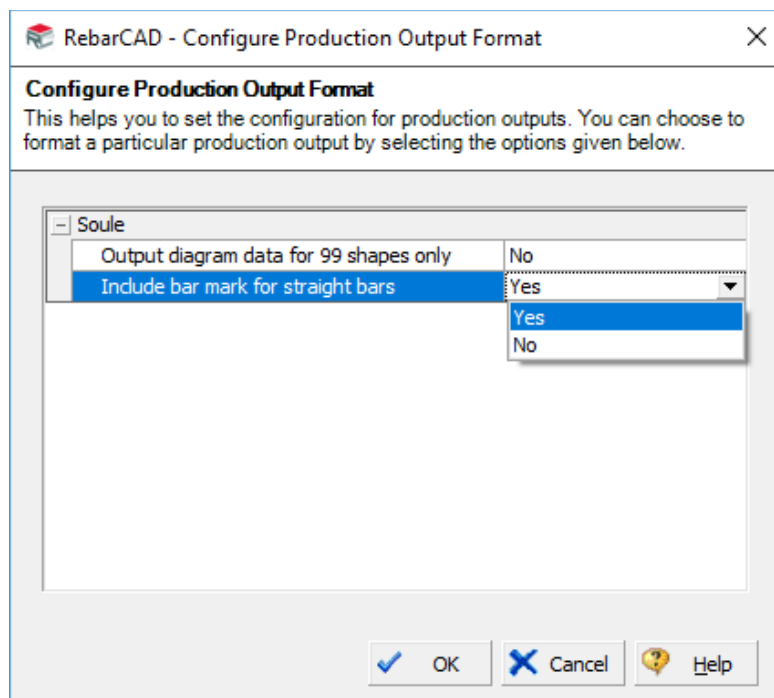 RebarCAD - Configure Production Output Format
Configure Production Output Format
This helps you to set the configuration for production outputs. You can choose to
format a particular production output by selecting the options given below.
Soule
Output diagram data for 99 shapes only No
Include bar mark for straight bars Yes
Yes
No
OK Cancel Help